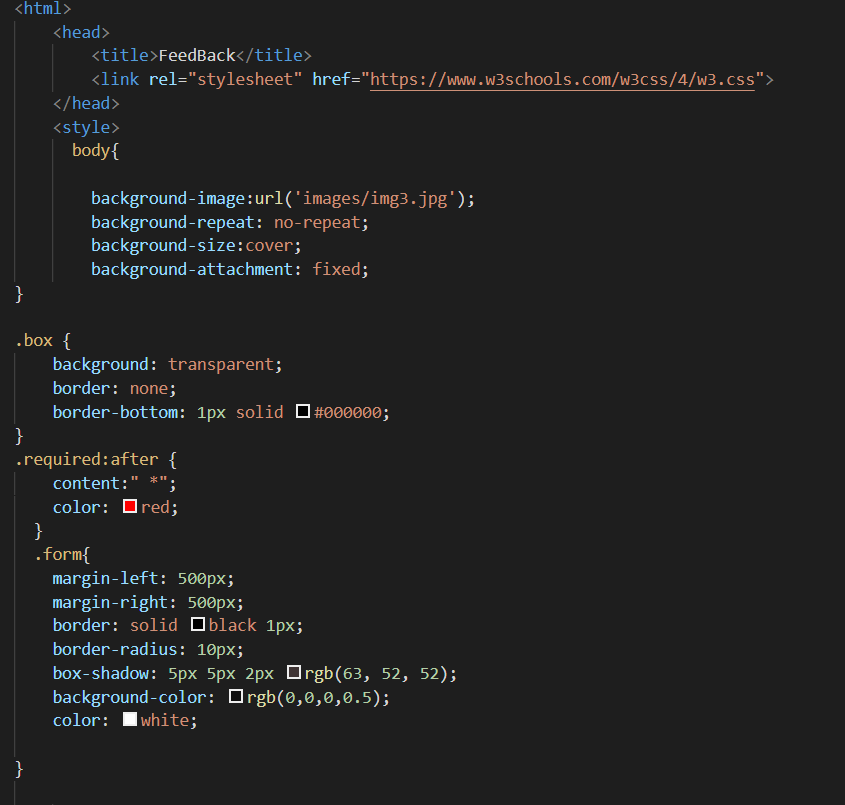 <html>
<head>
<title>FeedBack</title>
<link rel="stylesheet" href="https://www.w3schools.com/w3css/4/w3.css">
</head>
<style>
body{
background-image:url('images/img3.jpg');
background-repeat: no-repeat;
background-size:cover;
background-attachment: fixed;
}
.box {
background: transparent;
border: none;
border-bottom: 1px solid #000000;
}
.required:after {
content:" *";
color: red;
}
.form{
margin-left: 500px;
margin-right: 500px;
border: solid black 1px;
border-radius: 10px;
box-shadow: 5px 5px 2px rgb(63, 52, 52);
background-color: rgb(0,0,0,0.5);
color: white;
}